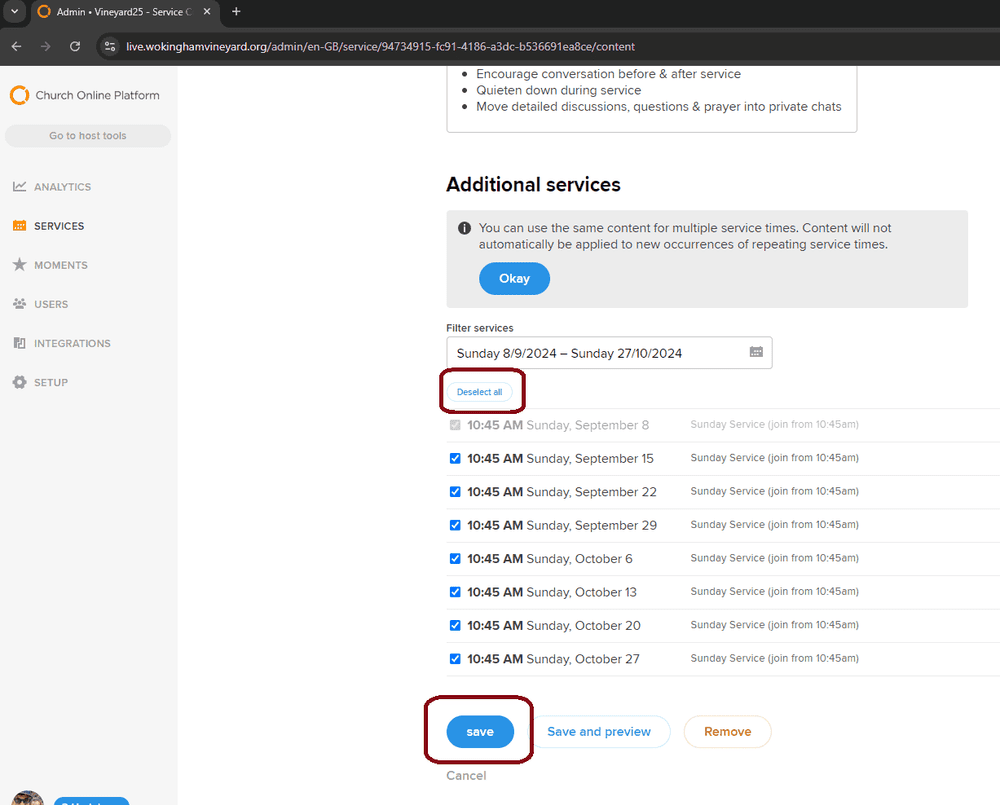 Admin • Vineyard25 - Service C
live.wokinghamvineyard.org/admin/en-GB/service/94734915-fc91-4186-a3dc-b536691ea8ce/content
Church Online Platform
Go to host tools
ANALYTICS
SERVICES
MOMENTS
USERS
INTEGRATIONS
SETUP
Encourage conversation before & after service
Quieten down during service
Move detailed discussions, questions & prayer into private chats
Additional services
You can use the same content for multiple service times. Content will not
automatically be applied to new occurrences of repeating service times.
Okay
Filter services
Sunday 8/9/2024 – Sunday 27/10/2024
Deselect all
10:45 AM Sunday, September 8 Sunday Service (join from 10:45am)
10:45 AM Sunday, September 15 Sunday Service (join from 10:45am)
10:45 AM Sunday, September 22 Sunday Service (join from 10:45am)
10:45 AM Sunday, September 29 Sunday Service (join from 10:45am)
10:45 AM Sunday, October 6 Sunday Service (join from 10:45am)
10:45 AM Sunday, October 13 Sunday Service (join from 10:45am)
10:45 AM Sunday, October 20 Sunday Service (join from 10:45am)
10:45 AM Sunday, October 27 Sunday Service (join from 10:45am)
save Save and preview Remove
Cancel